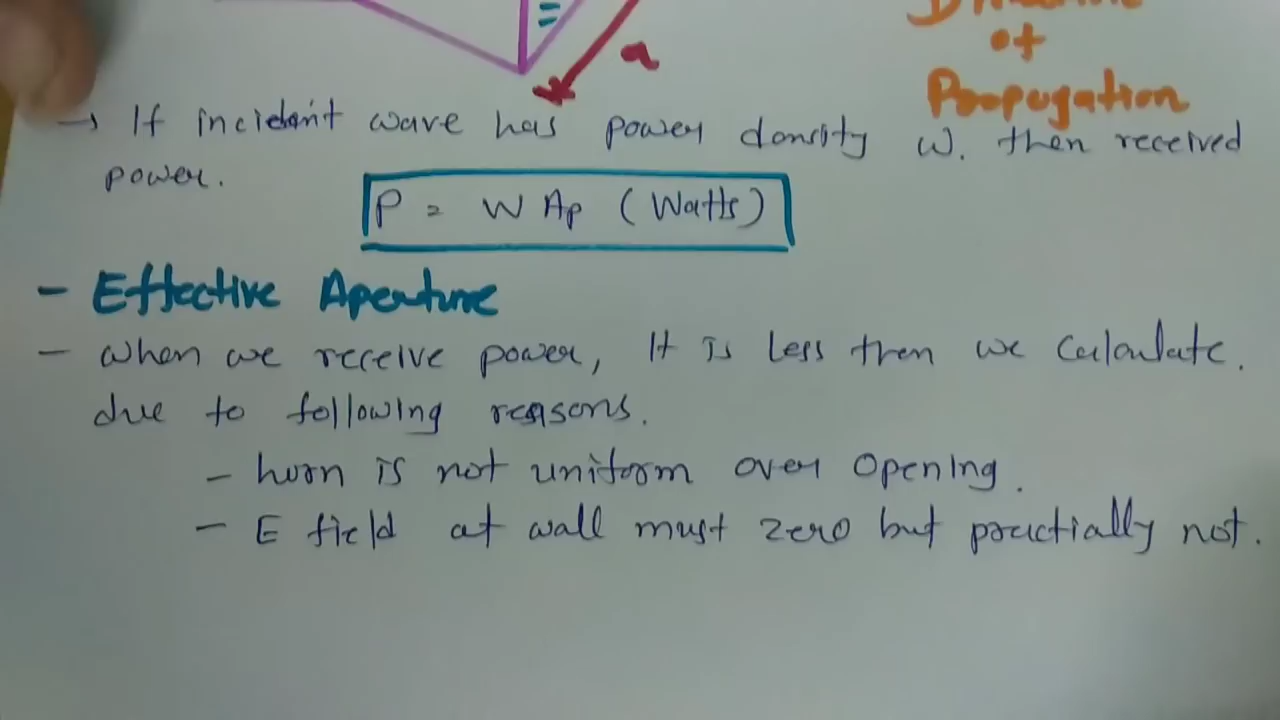 =
a
Direction
of
Propugation
→ If incident wave has power density W. then received
power.
P = W Ap (Watts)
- Effective Aperture
- when we receive power, It is less then we calculate.
due to following reasons.
- horn is not uniform over opening.
- E field at wall must zero but practially not.